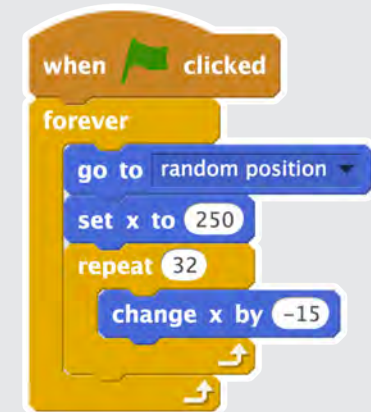 when clicked
forever
go to random position
set x to 250
repeat 32
change x by -15